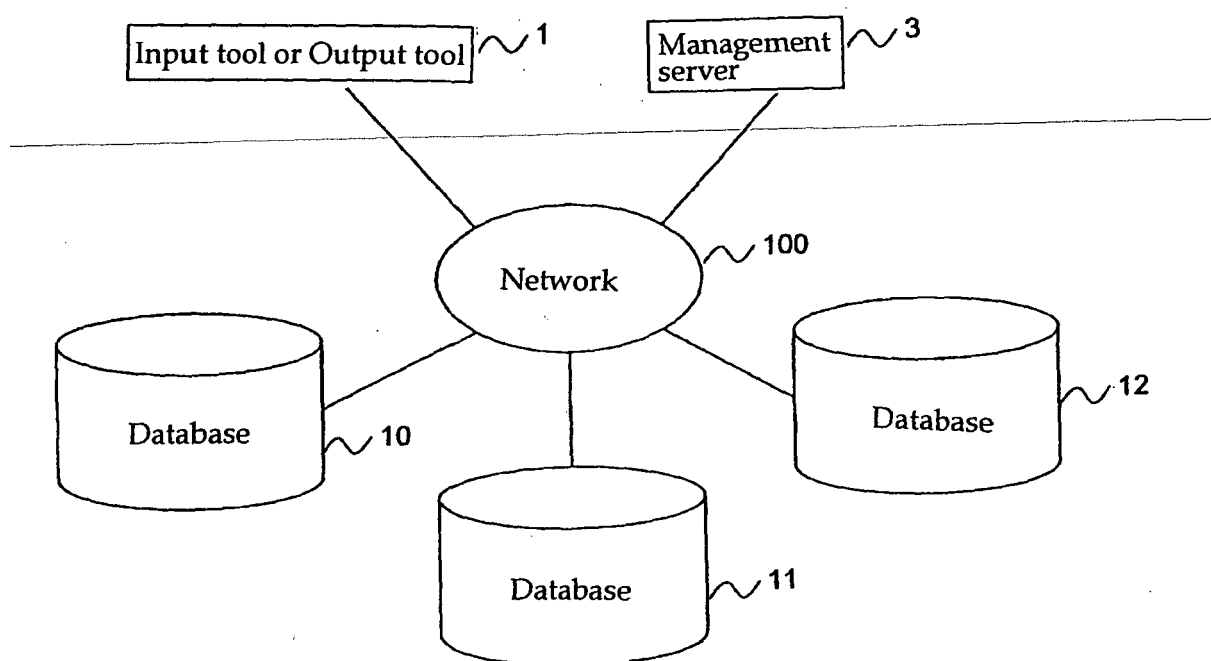 Input tool or Output tool
1
Management
server
3
Network
100
Database
10
Database
12
Database
11